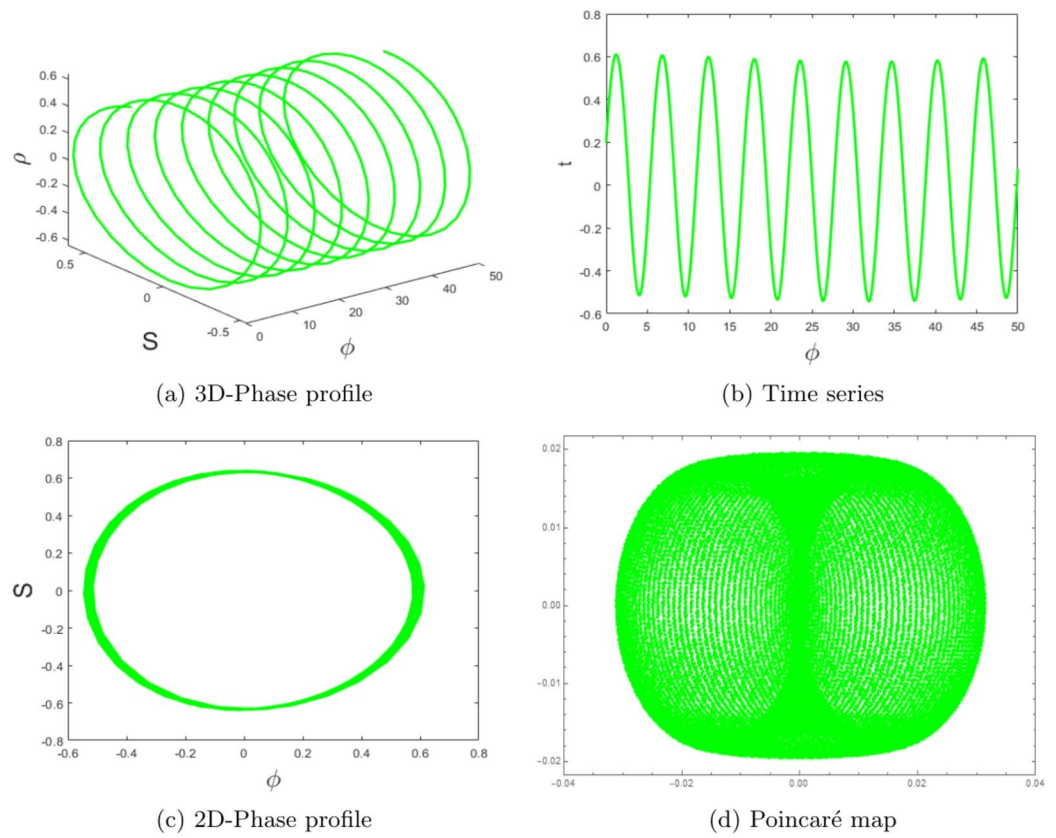 0.6
0.4
0.2
0
-0.2
-0.4
-0.6
ρ
0.5
0
-0.5
S
0
10
20
30
40
50
ϕ
(a) 3D-Phase profile
0.8
0.6
0.4
0.2
0
-0.2
-0.4
-0.6
t
0 5 10 15 20 25 30 35 40 45 50
ϕ
(b) Time series
0.8
0.6
0.4
0.2
0
-0.2
-0.4
-0.6
-0.8
S
-0.6 -0.4 -0.2 0 0.2 0.4 0.6 0.8
ϕ
(c) 2D-Phase profile
0.02
0.01
0.00
-0.01
-0.02
-0.04 -0.02 0.00 0.02 0.04
(d) Poincaré map